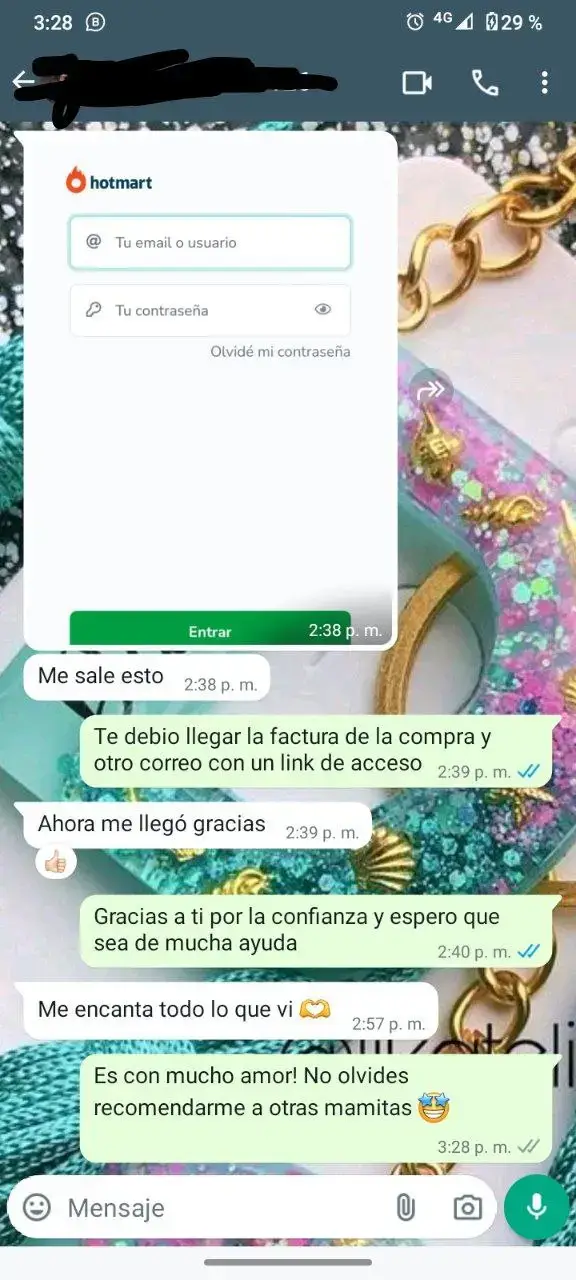 3:28
4G
29 %
hotmart
@ Tu email o usuario
Tu contraseña
Olvidé mi contraseña
Entrar
2:38 p. m.
Me sale esto
2:38 p. m.
Te debio llegar la factura de la compra y
otro correo con un link de acceso
2:39 p. m.
Ahora me llegó gracias
2:39 p. m.
👍🏻
Gracias a ti por la confianza y espero que
sea de mucha ayuda
2:40 p. m.
Me encanta todo lo que vi 🫶
2:57 p. m.
Es con mucho amor! No olvides
recomendarme a otras mamitas 🤩
3:28 p. m.
Mensaje